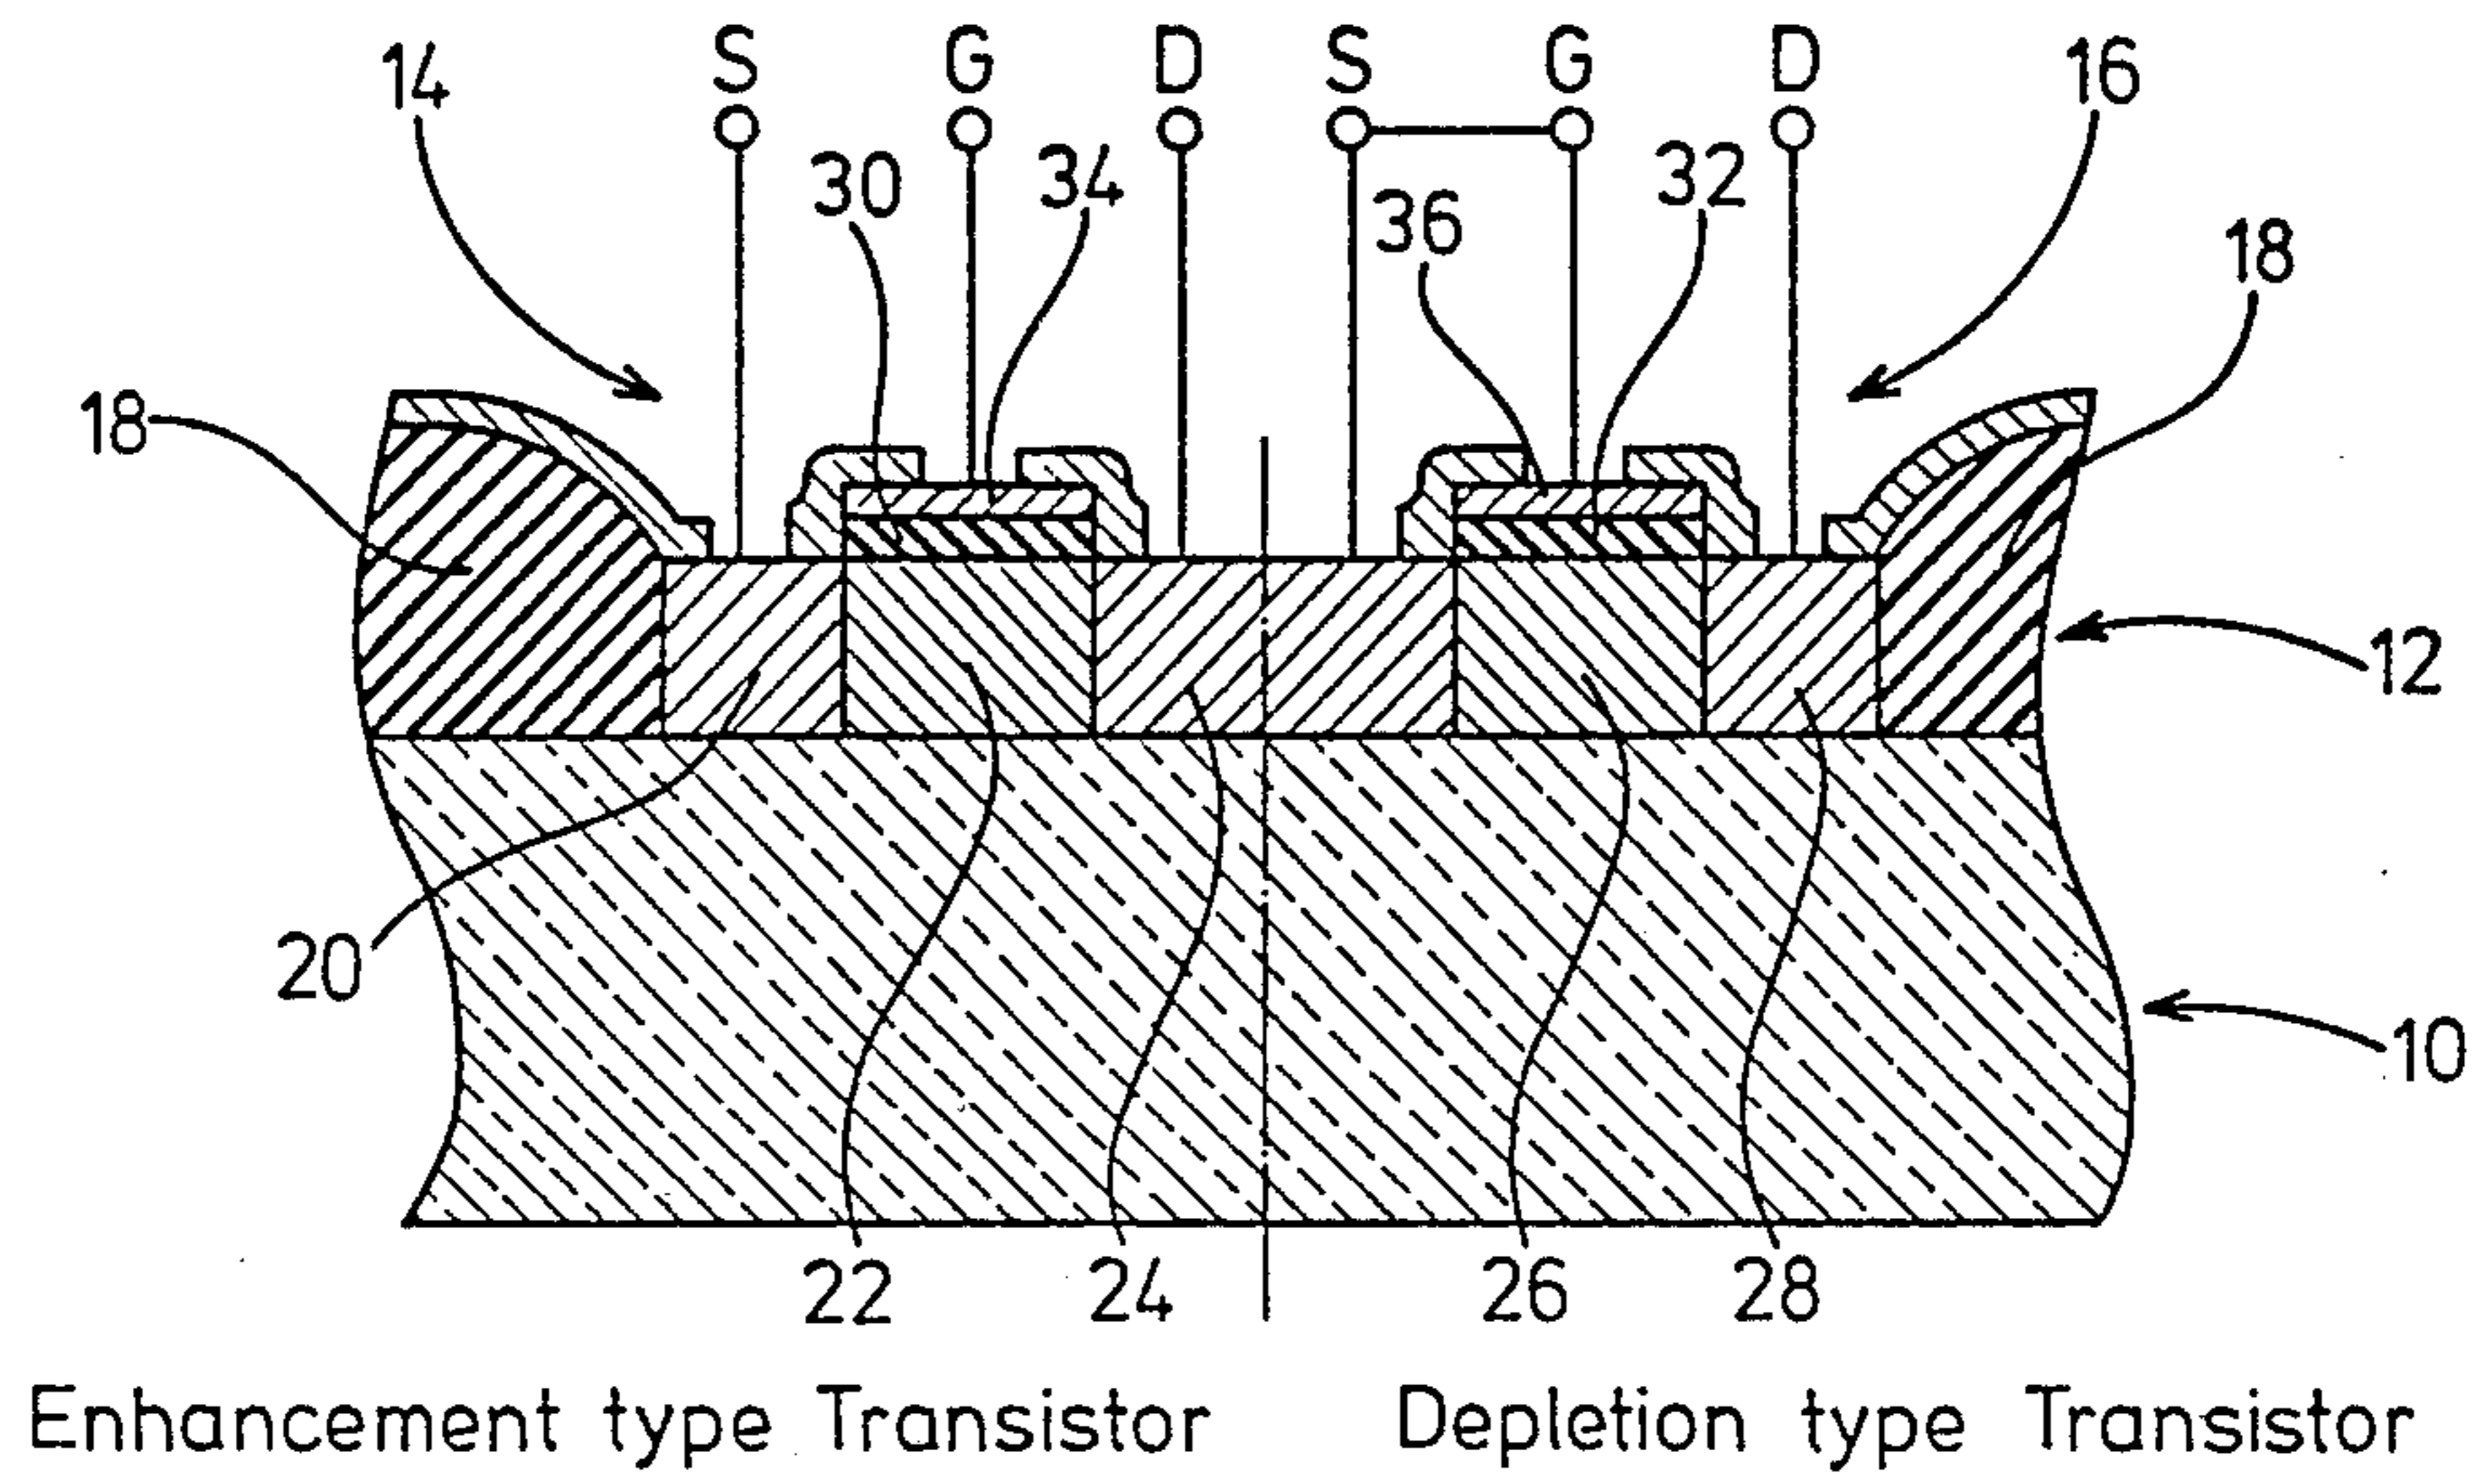 S G D S G D
14 16
30 34 36 32
18 18
12
20 10
22 24 26 28
Enhancement type Transistor Depletion type Transistor